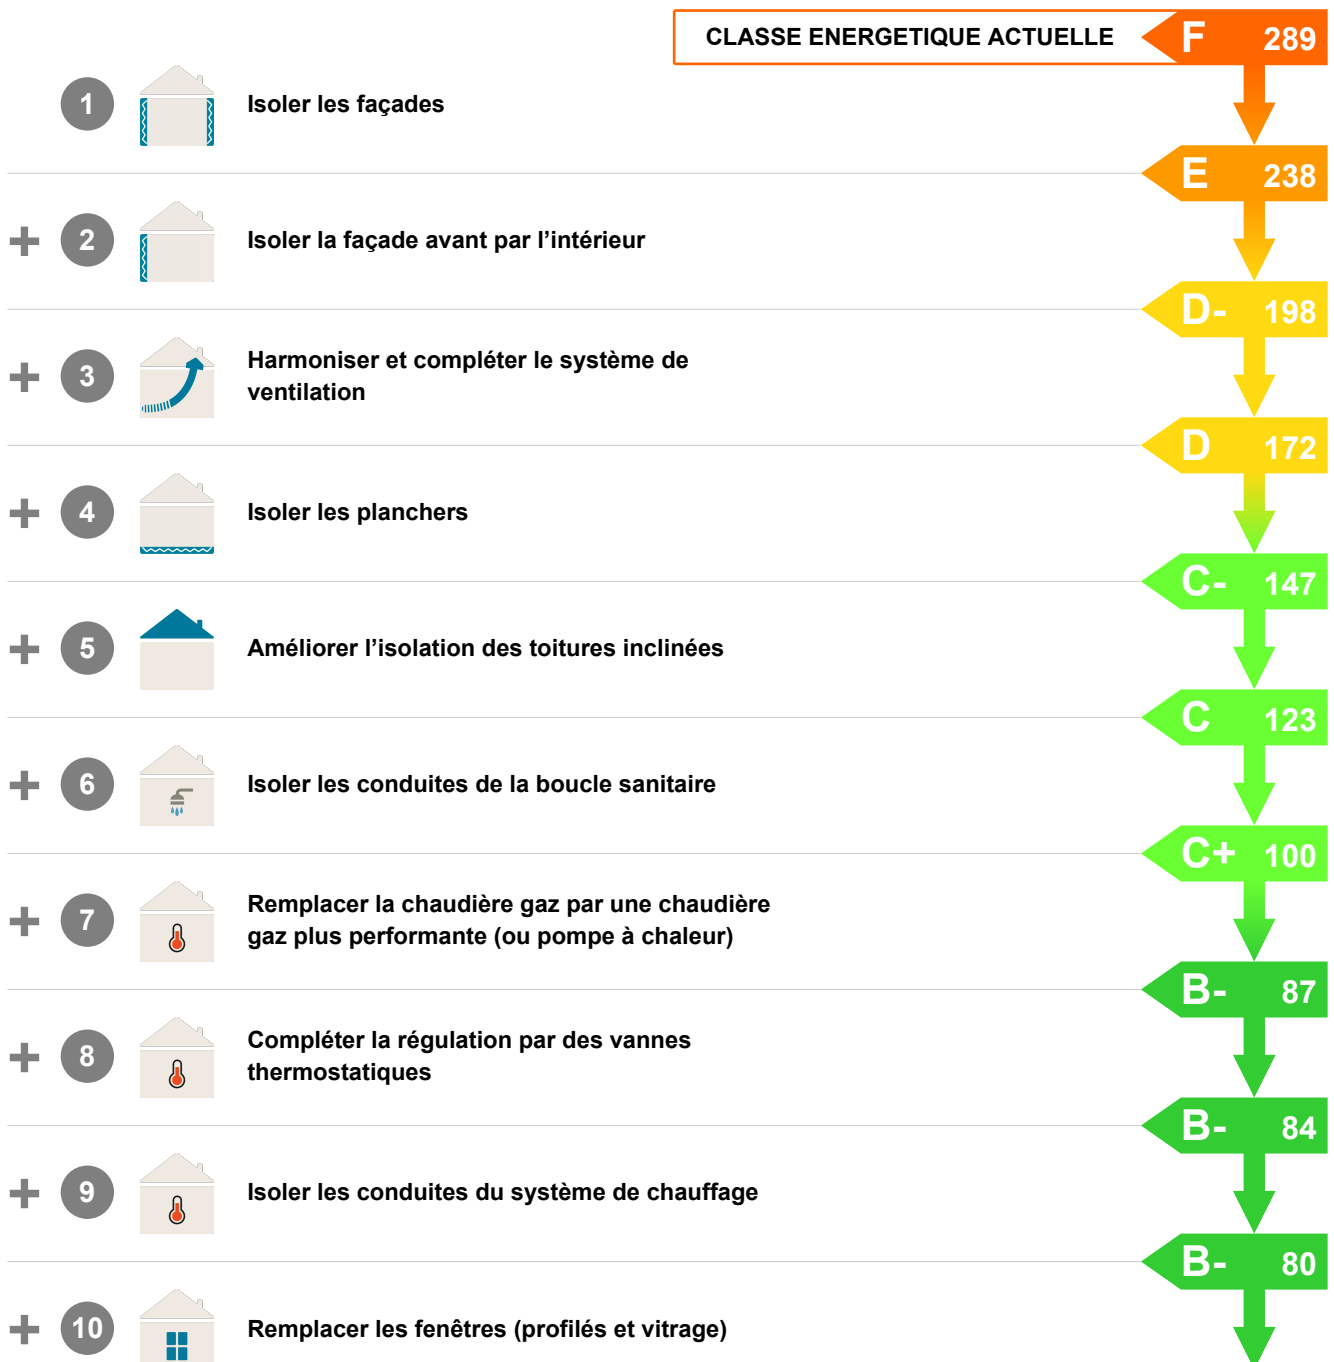 CLASSE ENERGETIQUE ACTUELLE F 289
1 Isoler les façades
E 238
+ 2 Isoler la façade avant par l’intérieur
D- 198
+ 3 Harmoniser et compléter le système de
ventilation
D 172
+ 4 Isoler les planchers
C- 147
+ 5 Améliorer l’isolation des toitures inclinées
C 123
+ 6 Isoler les conduites de la boucle sanitaire
C+ 100
+ 7 Remplacer la chaudière gaz par une chaudière
gaz plus performante (ou pompe à chaleur)
B- 87
+ 8 Compléter la régulation par des vannes
thermostatiques
B- 84
+ 9 Isoler les conduites du système de chauffage
B- 80
+ 10 Remplacer les fenêtres (profilés et vitrage)